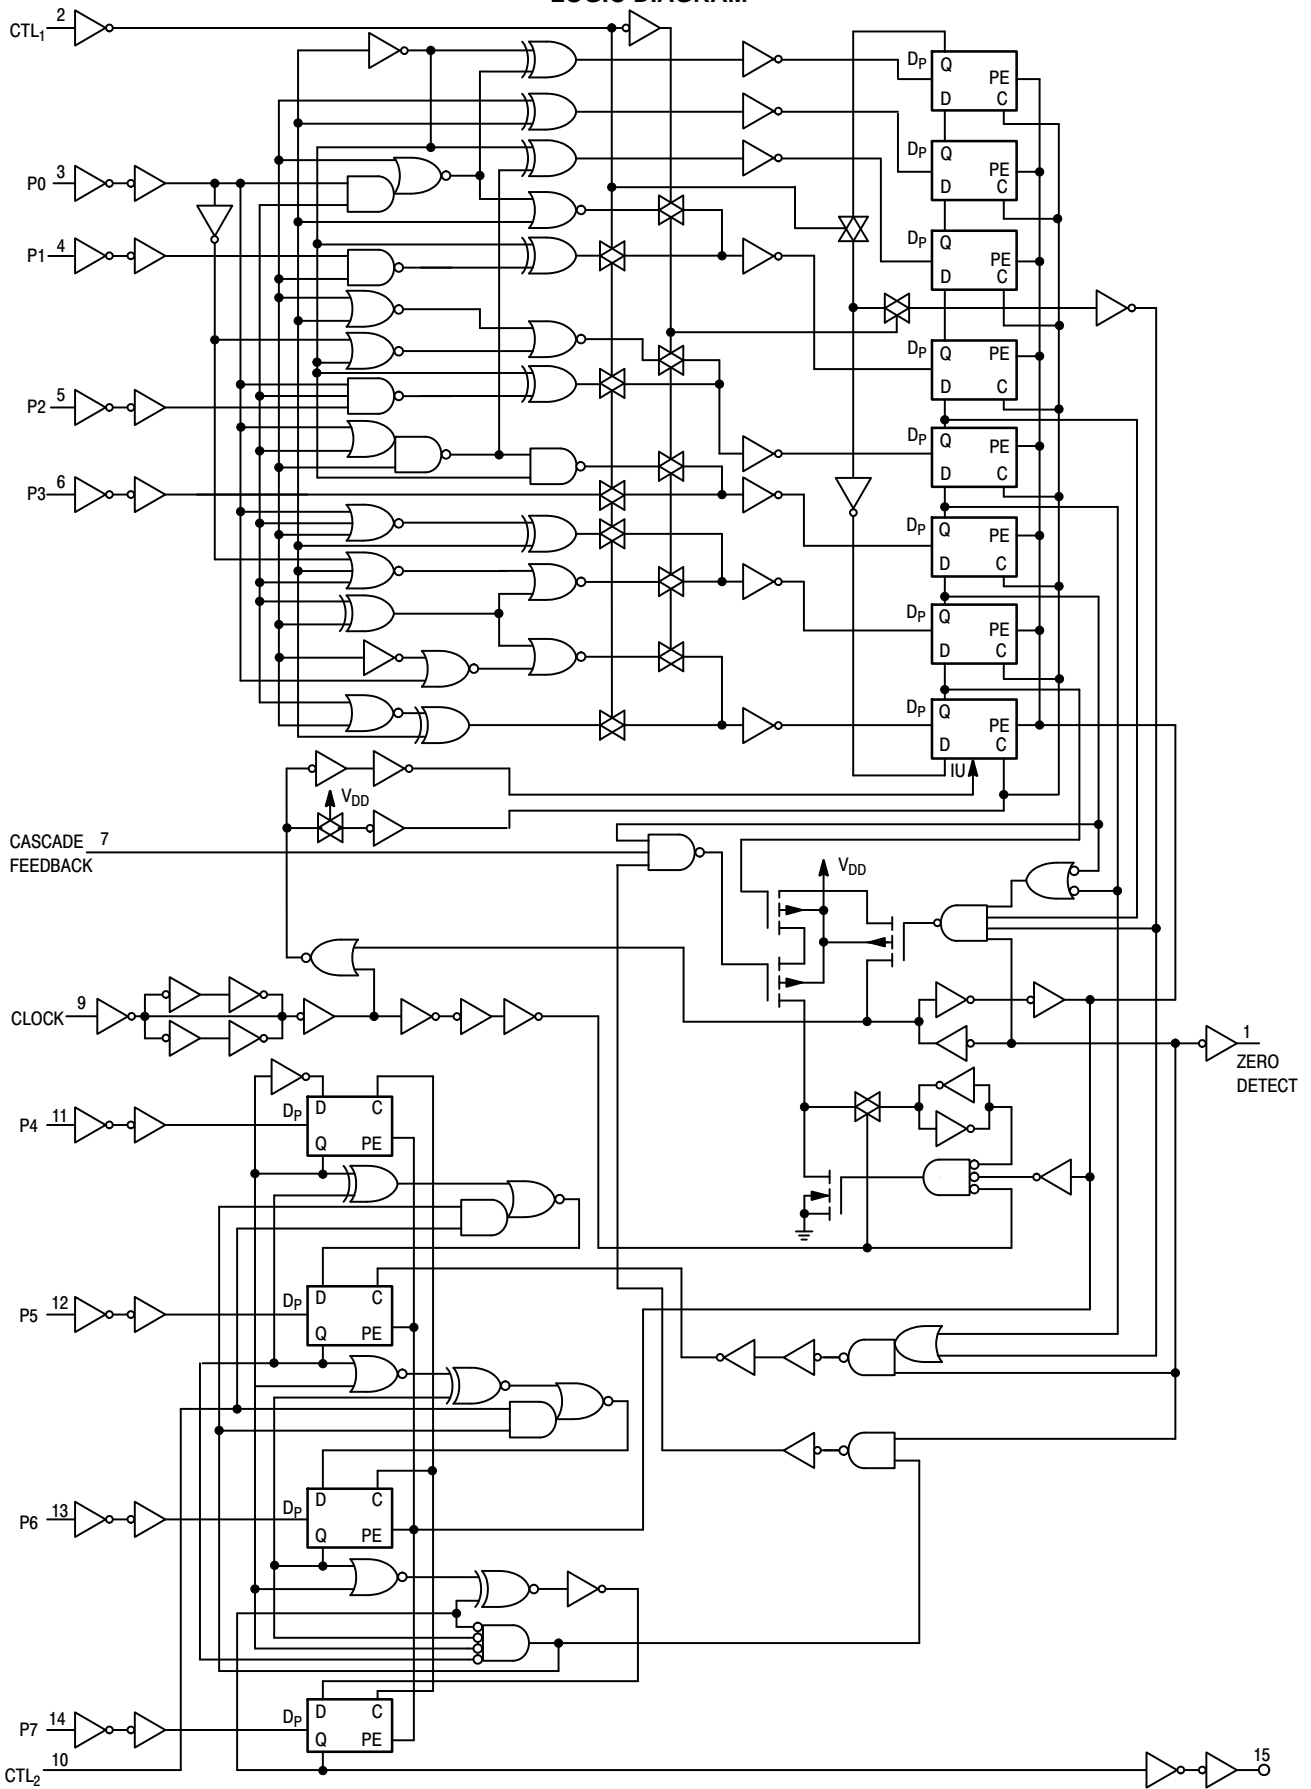 LOGIC DIAGRAM
CTL1 2
DP Q PE
D C
DP Q
D PE C
P0 3
DP Q
D PE C
P1 4
DP Q PE
D C
P2 5
DP Q PE
D C
P3 6
DP Q PE
D C
DP Q PE
D C
DP Q PE
D C
IU
VDD
CASCADE 7
FEEDBACK
VDD
CLOCK 9
1
ZERO
DETECT
P4 11
DP D C
Q PE
P5 12
DP D C
Q PE
P6 13
DP D C
Q PE
P7 14
DP D C
Q PE
CTL2 10
15